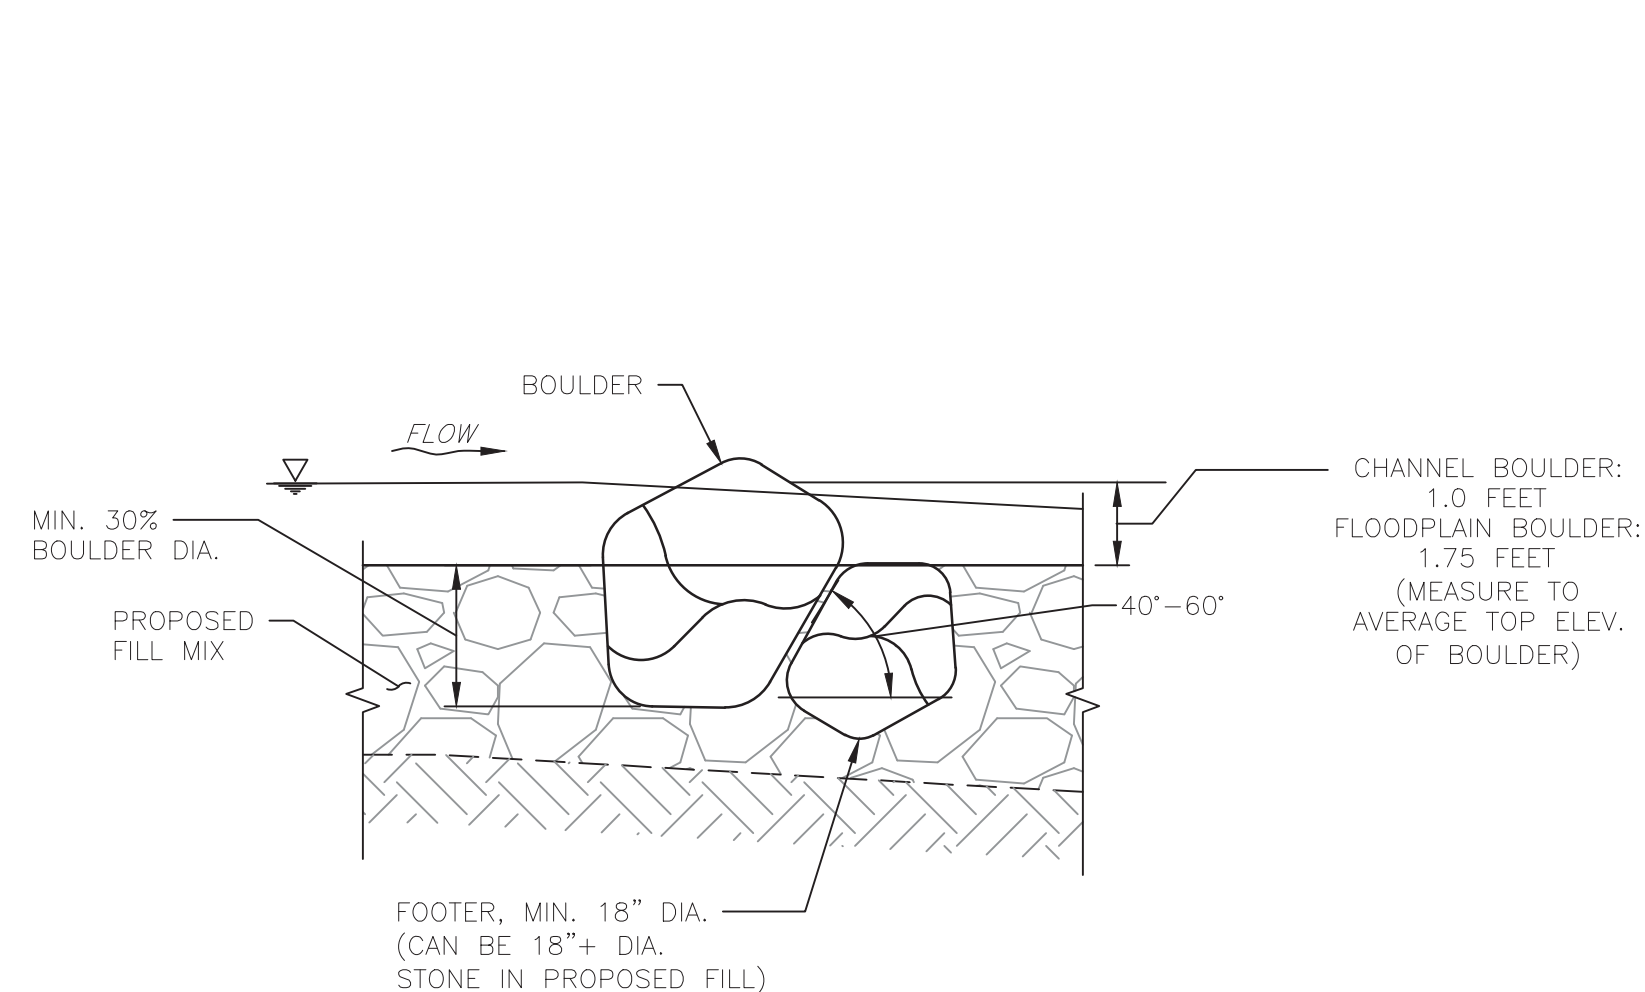 BOULDER
FLOW
MIN. 30%
BOULDER DIA.
PROPOSED
FILL MIX
CHANNEL BOULDER:
1.0 FEET
FLOODPLAIN BOULDER:
1.75 FEET
(MEASURE TO
AVERAGE TOP ELEV.
OF BOULDER)
40°-60°
FOOTER, MIN. 18” DIA.
(CAN BE 18”+ DIA.
STONE IN PROPOSED FILL)